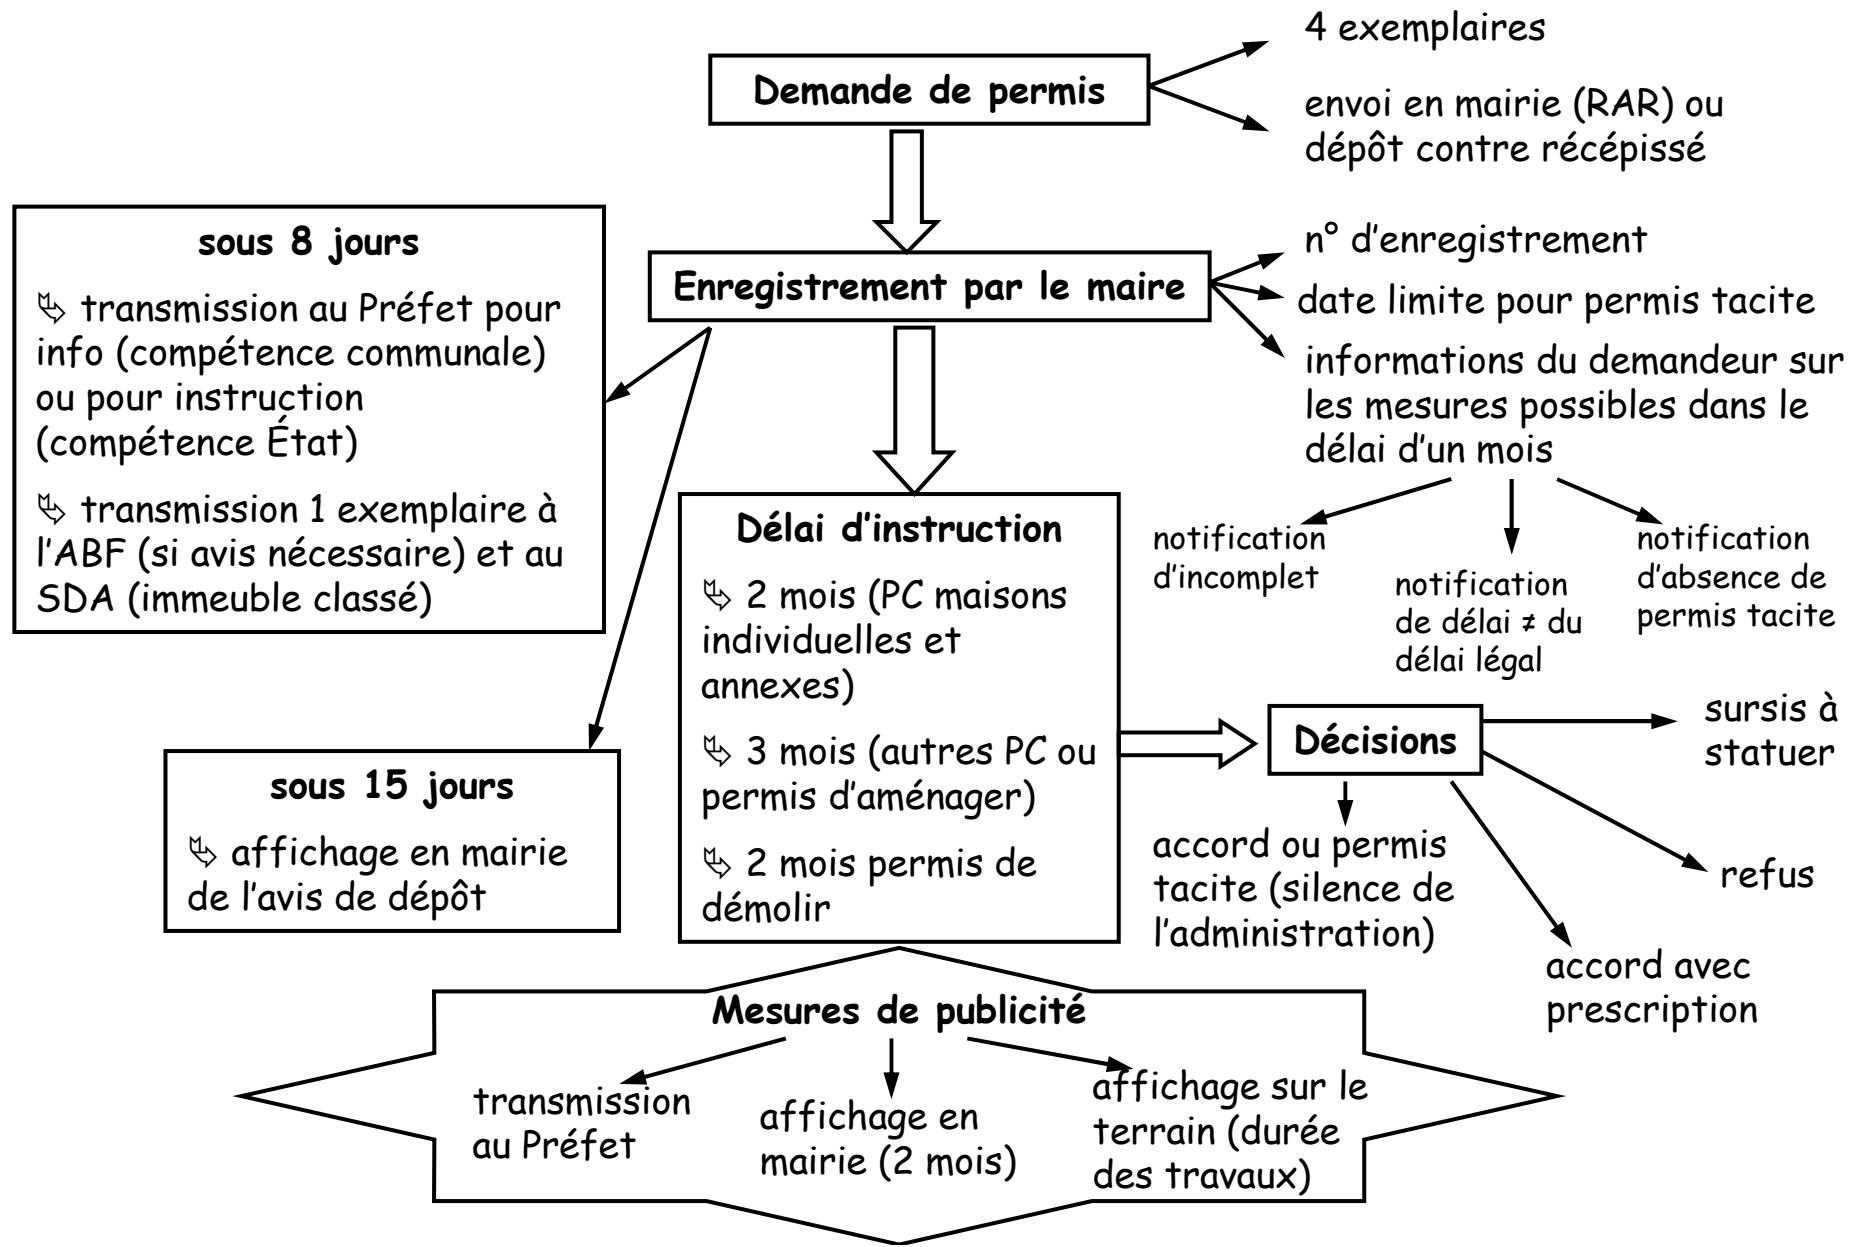 Demande de permis
4 exemplaires
envoi en mairie (RAR) ou
dépôt contre récépissé
Enregistrement par le maire
n° d'enregistrement
date limite pour permis tacite
informations du demandeur sur
les mesures possibles dans le
délai d'un mois
notification
d'incomplet
notification
de délai ≠ du
délai légal
notification
d'absence de
permis tacite
sous 8 jours
transmission au Préfet pour
info (compétence communale)
ou pour instruction
(compétence État)
transmission 1 exemplaire à
l'ABF (si avis nécessaire) et au
SDA (immeuble classé)
sous 15 jours
affichage en mairie
de l'avis de dépôt
Délai d'instruction
2 mois (PC maisons
individuelles et
annexes)
3 mois (autres PC ou
permis d'aménager)
2 mois permis de
démolir
Décisions
sursis à
statuer
refus
accord avec
prescription
accord ou permis
tacite (silence de
l'administration)
Mesures de publicité
transmission
au Préfet
affichage en
mairie (2 mois)
affichage sur le
terrain (durée
des travaux)